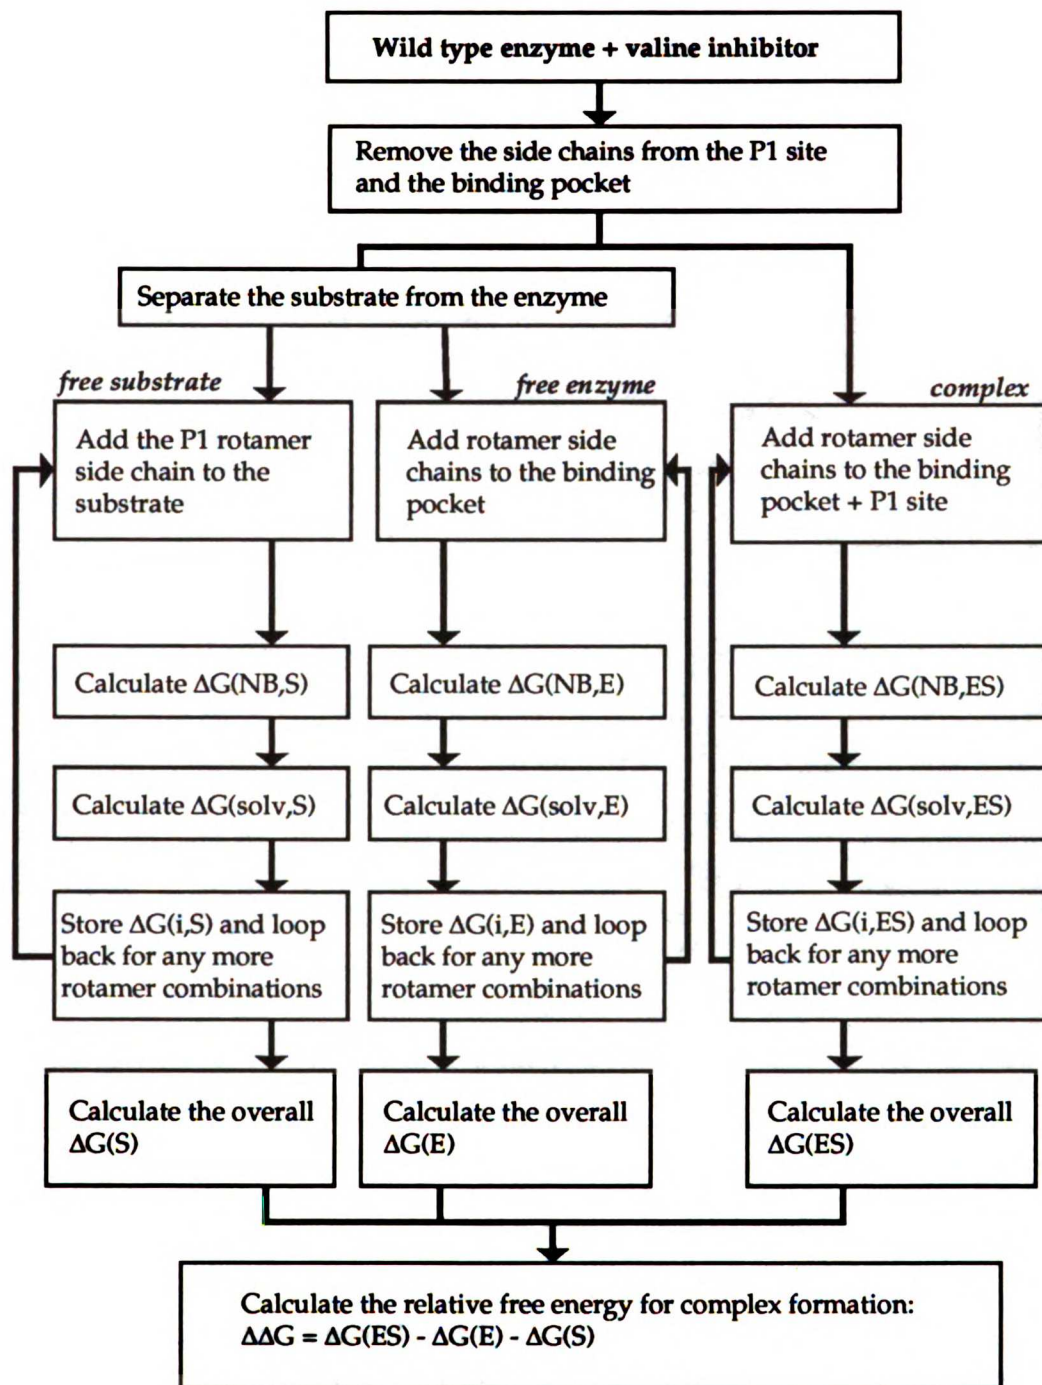 Wild type enzyme + valine inhibitor
Remove the side chains from the P1 site
and the binding pocket
Separate the substrate from the enzyme
free substrate
Add the P1 rotamer
side chain to the
substrate
Calculate ΔG(NB,S)
Calculate ΔG(solv,S)
Store ΔG(i,S) and loop
back for any more
rotamer combinations
Calculate the overall
ΔG(S)
free enzyme
Add rotamer side
chains to the binding
pocket
Calculate ΔG(NB,E)
Calculate ΔG(solv,E)
Store ΔG(i,E) and loop
back for any more
rotamer combinations
Calculate the overall
ΔG(E)
complex
Add rotamer side
chains to the binding
pocket + P1 site
Calculate ΔG(NB,ES)
Calculate ΔG(solv,ES)
Store ΔG(i,ES) and loop
back for any more
rotamer combinations
Calculate the overall
ΔG(ES)
Calculate the relative free energy for complex formation:
ΔΔG = ΔG(ES) - ΔG(E) - ΔG(S)